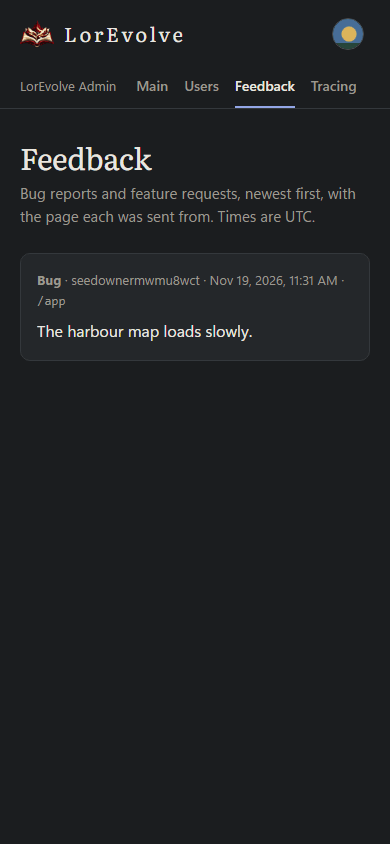 LorEvolve
LorEvolve Admin Main Users Feedback Tracing
Feedback
Bug reports and feature requests, newest first, with
the page each was sent from. Times are UTC.
Bug · seedownermwmu8wct · Nov 19, 2026, 11:31 AM ·
/app
The harbour map loads slowly.